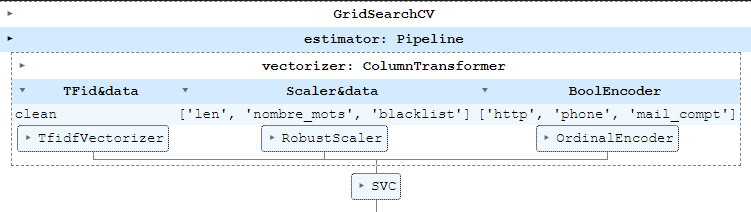 GridSearchCV
estimator: Pipeline
vectorizer: ColumnTransformer
TFid&data Scaler&data BoolEncoder
clean ['len', 'nombre_mots', 'blacklist'] ['http', 'phone', 'mail_compt']
TfidfVectorizer RobustScaler OrdinalEncoder
SVC